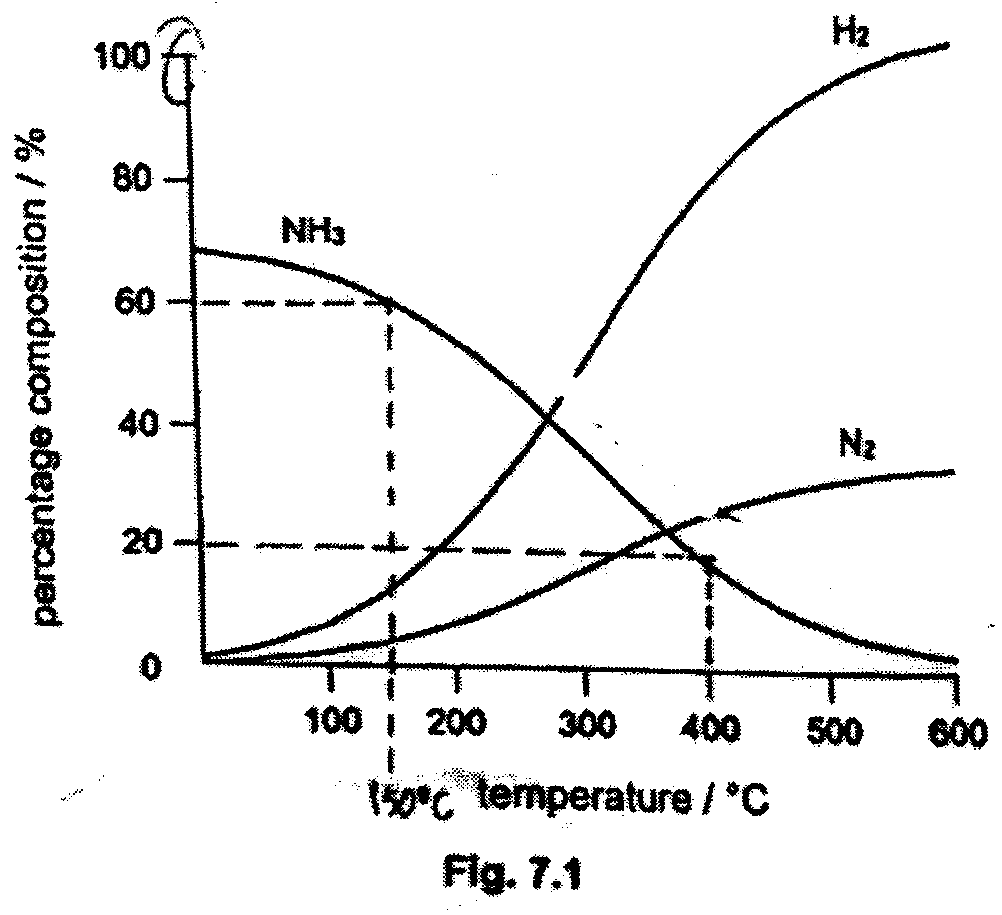 H₂
100
80
NH₃
60
40
N₂
20
0
percentage composition / %
100 200 300 400 500 600
150°C temperature / °C
Fig. 7.1